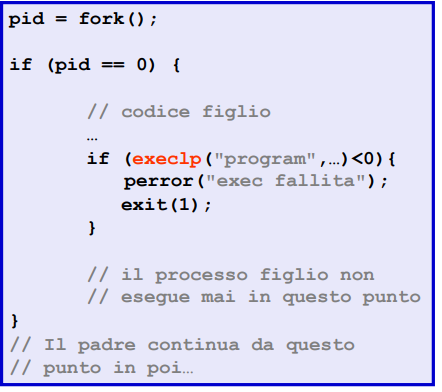 pid = fork();
if (pid == 0) {
// codice figlio
…
if (execlp("program",…)<0){
perror("exec fallita");
exit(1);
}
// il processo figlio non
// esegue mai in questo punto
}
// Il padre continua da questo
// punto in poi…